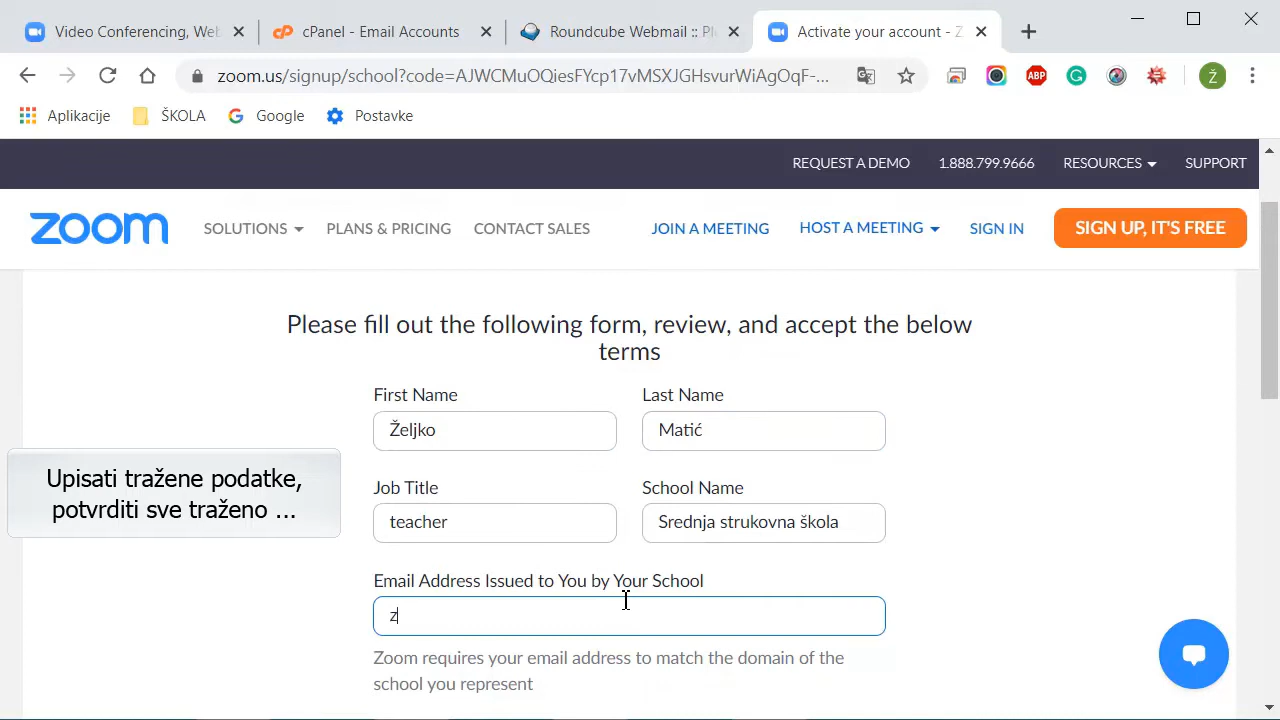 Video Conferencing, Web
cPanel - Email Accounts
Roundcube Webmail :: Pl
Activate your account - Z
zoom.us/signup/school?code=AJWCMuOQiesFYcp17vMSXJGHsvurWiAgOqF-...
ABP
Ž
Aplikacije
ŠKOLA
Google
Postavke
REQUEST A DEMO 1.888.799.9666 RESOURCES SUPPORT
zoom SOLUTIONS PLANS & PRICING CONTACT SALES JOIN A MEETING HOST A MEETING SIGN IN SIGN UP, IT'S FREE
Please fill out the following form, review, and accept the below
terms
First Name Last Name
Željko Matić
Upisati tražene podatke,
potvrditi sve traženo ...
Job Title School Name
teacher Srednja strukovna škola
Email Address Issued to You by Your School
z
Zoom requires your email address to match the domain of the
school you represent